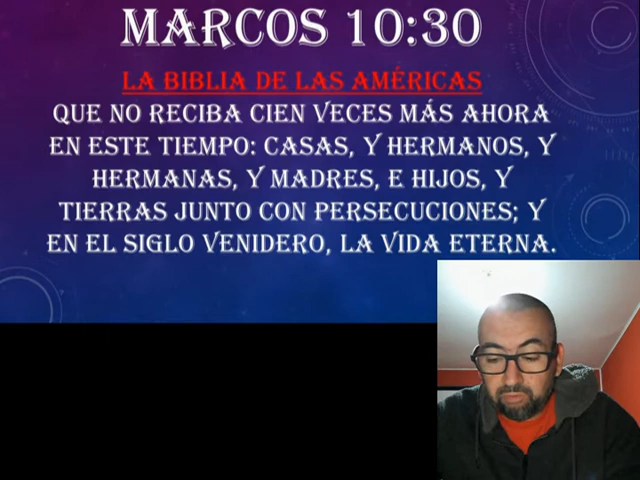 MARCOS 10:30
LA BIBLIA DE LAS AMÉRICAS
QUE NO RECIBA CIEN VECES MÁS AHORA
EN ESTE TIEMPO: CASAS, Y HERMANOS, Y
HERMANAS, Y MADRES, E HIJOS, Y
TIERRAS JUNTO CON PERSECUCIONES; Y
EN EL SIGLO VENIDERO, LA VIDA ETERNA.